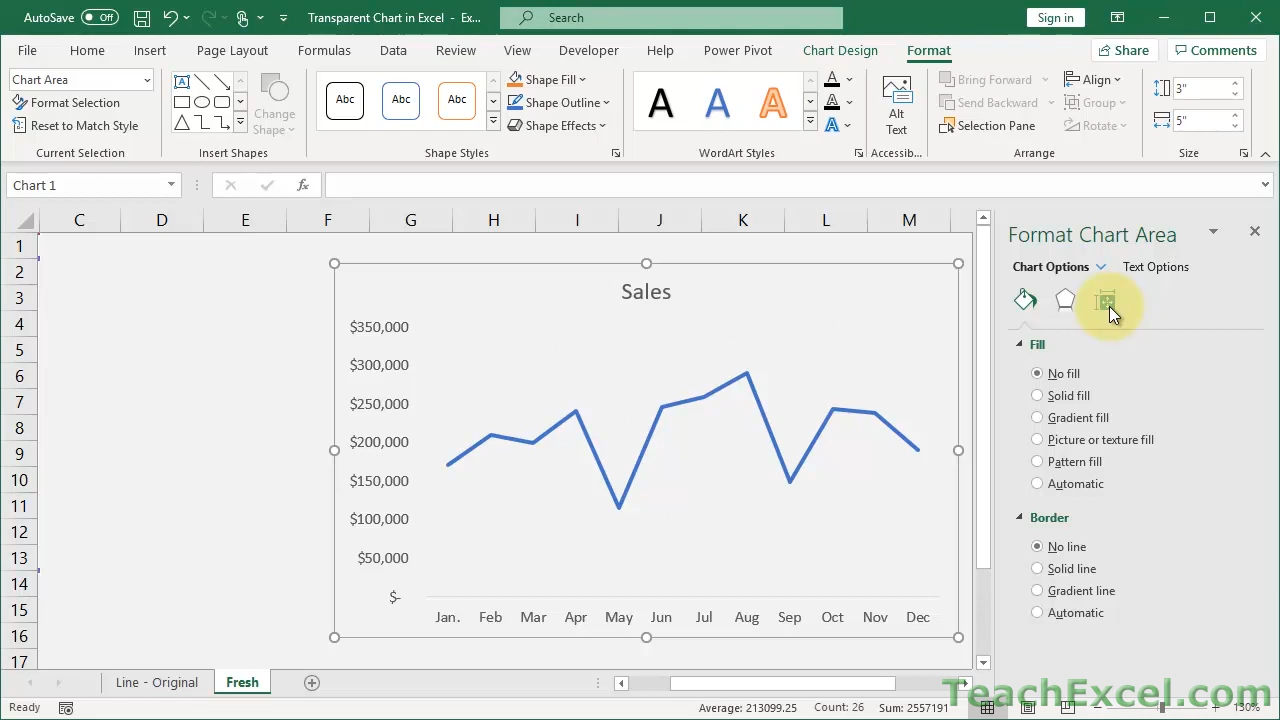 AutoSave Off Transparent Chart in Excel - Ex... Search Sign in
File Home Insert Page Layout Formulas Data Review View Developer Help Power Pivot Chart Design Format Share Comments
Chart Area
Format Selection
Reset to Match Style
Current Selection
Change
Shape
Insert Shapes
Abc Abc Abc
Shape Fill
Shape Outline
Shape Effects
Shape Styles
A A A
A
A
A
WordArt Styles
Alt
Text
Accessib...
Bring Forward
Send Backward
Selection Pane
Align
Group
Rotate
Arrange
3"
5"
Size
Chart 1 fx
C D E F G H I J K L M
1
2
3
4
5
6
7
8
9
10
11
12
13
14
15
16
17
Sales
$350,000
$300,000
$250,000
$200,000
$150,000
$100,000
$50,000
$-
Jan. Feb Mar Apr May Jun Jul Aug Sep Oct Nov Dec
Format Chart Area
Chart Options Text Options
Fill
No fill
Solid fill
Gradient fill
Picture or texture fill
Pattern fill
Automatic
Border
No line
Solid line
Gradient line
Automatic
Line - Original Fresh
TeachExcel.com
Ready Average: 213099.25 Count: 26 Sum: 2557191 130%